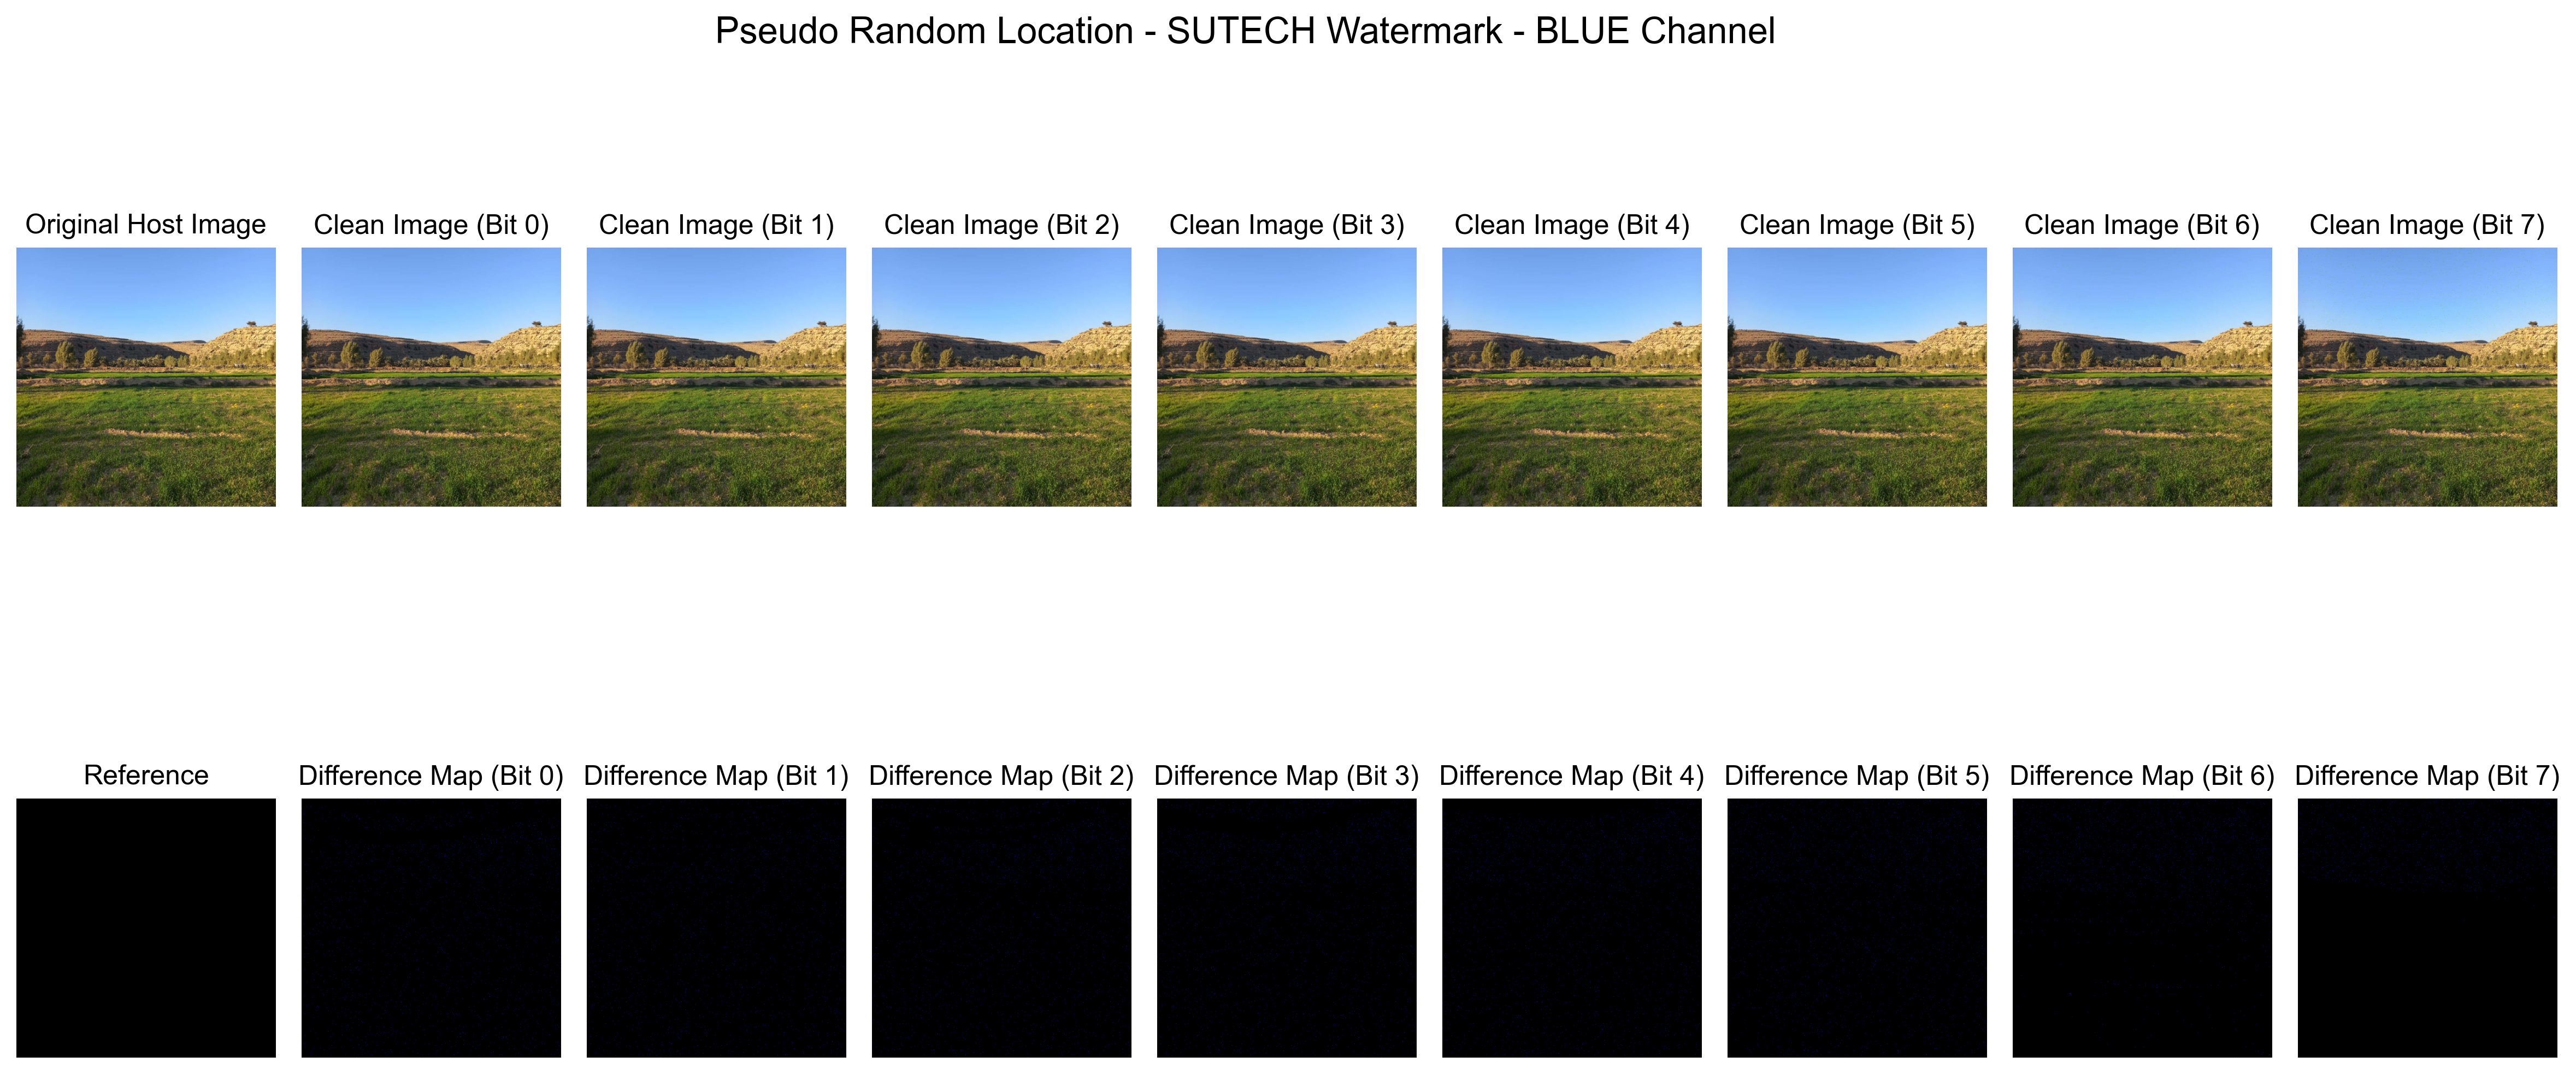 Pseudo Random Location - SUTECH Watermark - BLUE Channel
Original Host Image
Clean Image (Bit 0)
Clean Image (Bit 1)
Clean Image (Bit 2)
Clean Image (Bit 3)
Clean Image (Bit 4)
Clean Image (Bit 5)
Clean Image (Bit 6)
Clean Image (Bit 7)
Reference
Difference Map (Bit 0)
Difference Map (Bit 1)
Difference Map (Bit 2)
Difference Map (Bit 3)
Difference Map (Bit 4)
Difference Map (Bit 5)
Difference Map (Bit 6)
Difference Map (Bit 7)